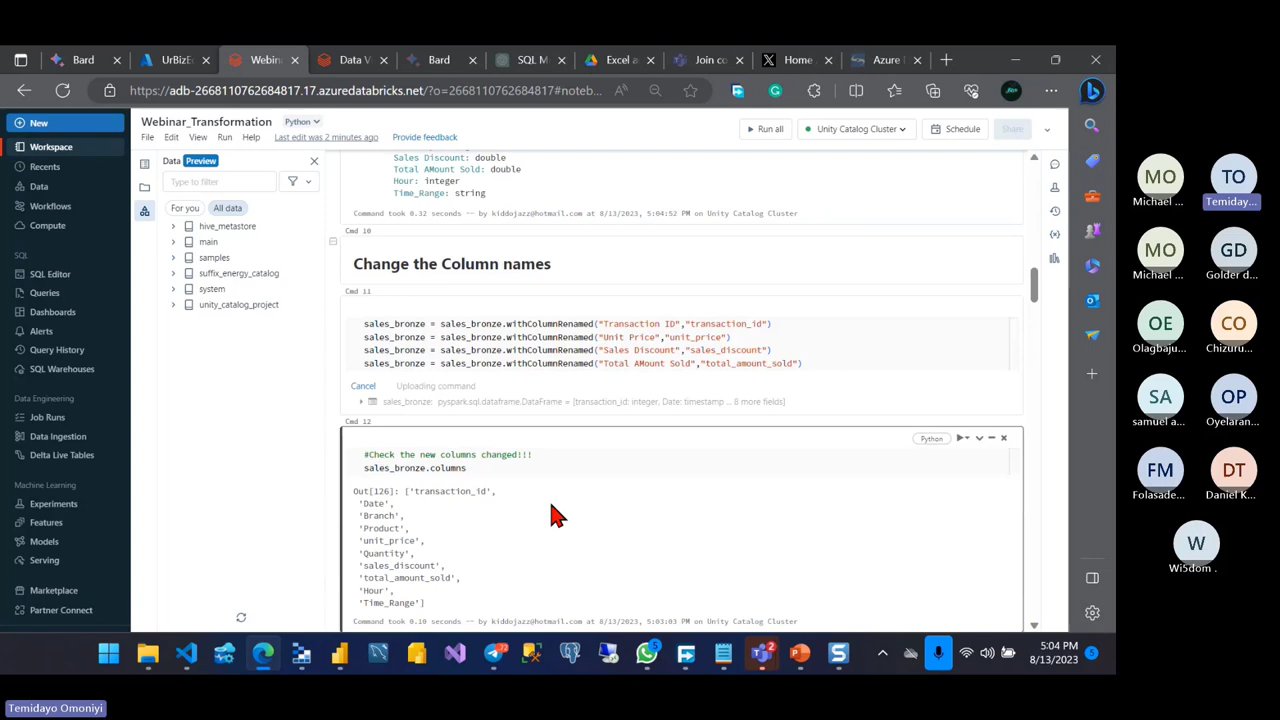 Bard
UrBizEd
Webina
Data V
Bard
SQL M
Excel a
Join co
Home
Azure
https://adb-2668110762684717.17.azuredatabricks.net/?o=2668110762684717#noteb...
New
Workspace
Recents
Data
Workflows
Compute
SQL
SQL Editor
Queries
Dashboards
Alerts
Query History
SQL Warehouses
Data Engineering
Job Runs
Data Ingestion
Delta Live Tables
Machine Learning
Experiments
Features
Models
Serving
Marketplace
Partner Connect
Webinar_Transformation
Python
File
Edit
View
Run
Help
Last edit was 2 minutes ago
Provide feedback
Run all
Unity Catalog Cluster
Schedule
Share
Data
Preview
Type to filter
For you
All data
hive_metastore
main
samples
suffix_energy_catalog
system
unity_catalog_project
Sales Discount: double
Total AMount Sold: double
Hour: integer
Time_Range: string
Command took 0.32 seconds -- by kiddojazz@hotmail.com at 8/13/2023, 5:04:52 PM on Unity Catalog Cluster
Cmd 10
Change the Column names
Cmd 11
sales_bronze = sales_bronze.withColumnRenamed("Transaction ID","transaction_id")
sales_bronze = sales_bronze.withColumnRenamed("Unit Price","unit_price")
sales_bronze = sales_bronze.withColumnRenamed("Sales Discount","sales_discount")
sales_bronze = sales_bronze.withColumnRenamed("Total AMount Sold","total_amount_sold")
Cancel
Uploading command
sales_bronze: pyspark.sql.dataframe.DataFrame = [transaction_id: integer, Date: timestamp ... 8 more fields]
Cmd 12
Python
#Check the new columns changed!!!
sales_bronze.columns
Out[126]: ['transaction_id',
'Date',
'Branch',
'Product',
'unit_price',
'Quantity',
'sales_discount',
'total_amount_sold',
'Hour',
'Time_Range']
Command took 0.10 seconds -- by kiddojazz@hotmail.com at 8/13/2023, 5:03:03 PM on Unity Catalog Cluster
MO
Michael ...
TO
Temiday...
MO
Michael ...
GD
Golder d...
OE
Olagbaju...
CO
Chizuru...
SA
samuel a...
OP
Oyelaran...
FM
Folasade...
DT
Daniel K...
W
Wi5dom .
72
5
2
5:04 PM
8/13/2023
5
Temidayo Omoniyi